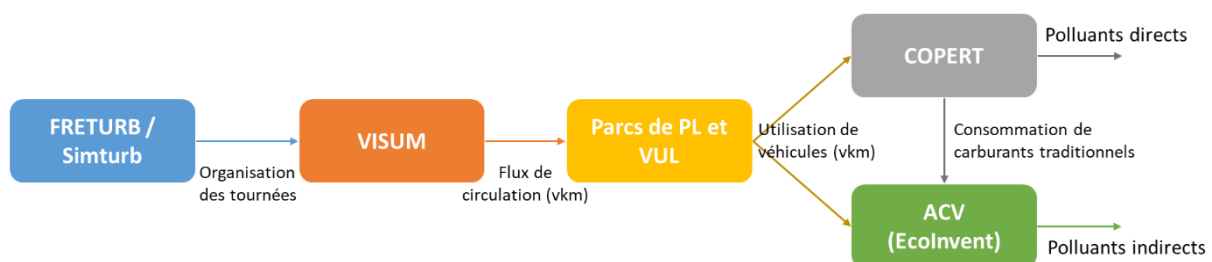 FRETURB /
Simturb
Organisation
des tournées
VISUM
Flux de
circulation (vkm)
Parcs de PL et
VUL
Utilisation de
véhicules (vkm)
COPERT
Polluants directs
Consommation de
carburants traditionnels
ACV
(EcoInvent)
Polluants indirects